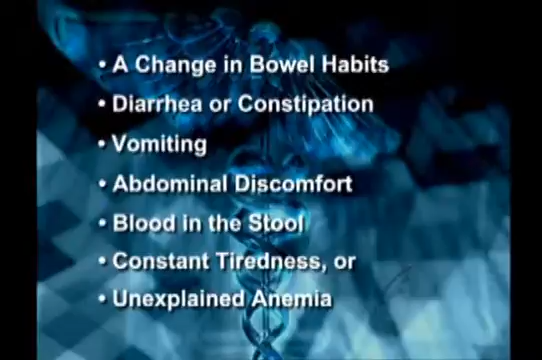 • A Change in Bowel Habits
• Diarrhea or Constipation
• Vomiting
• Abdominal Discomfort
• Blood in the Stool
• Constant Tiredness, or
• Unexplained Anemia